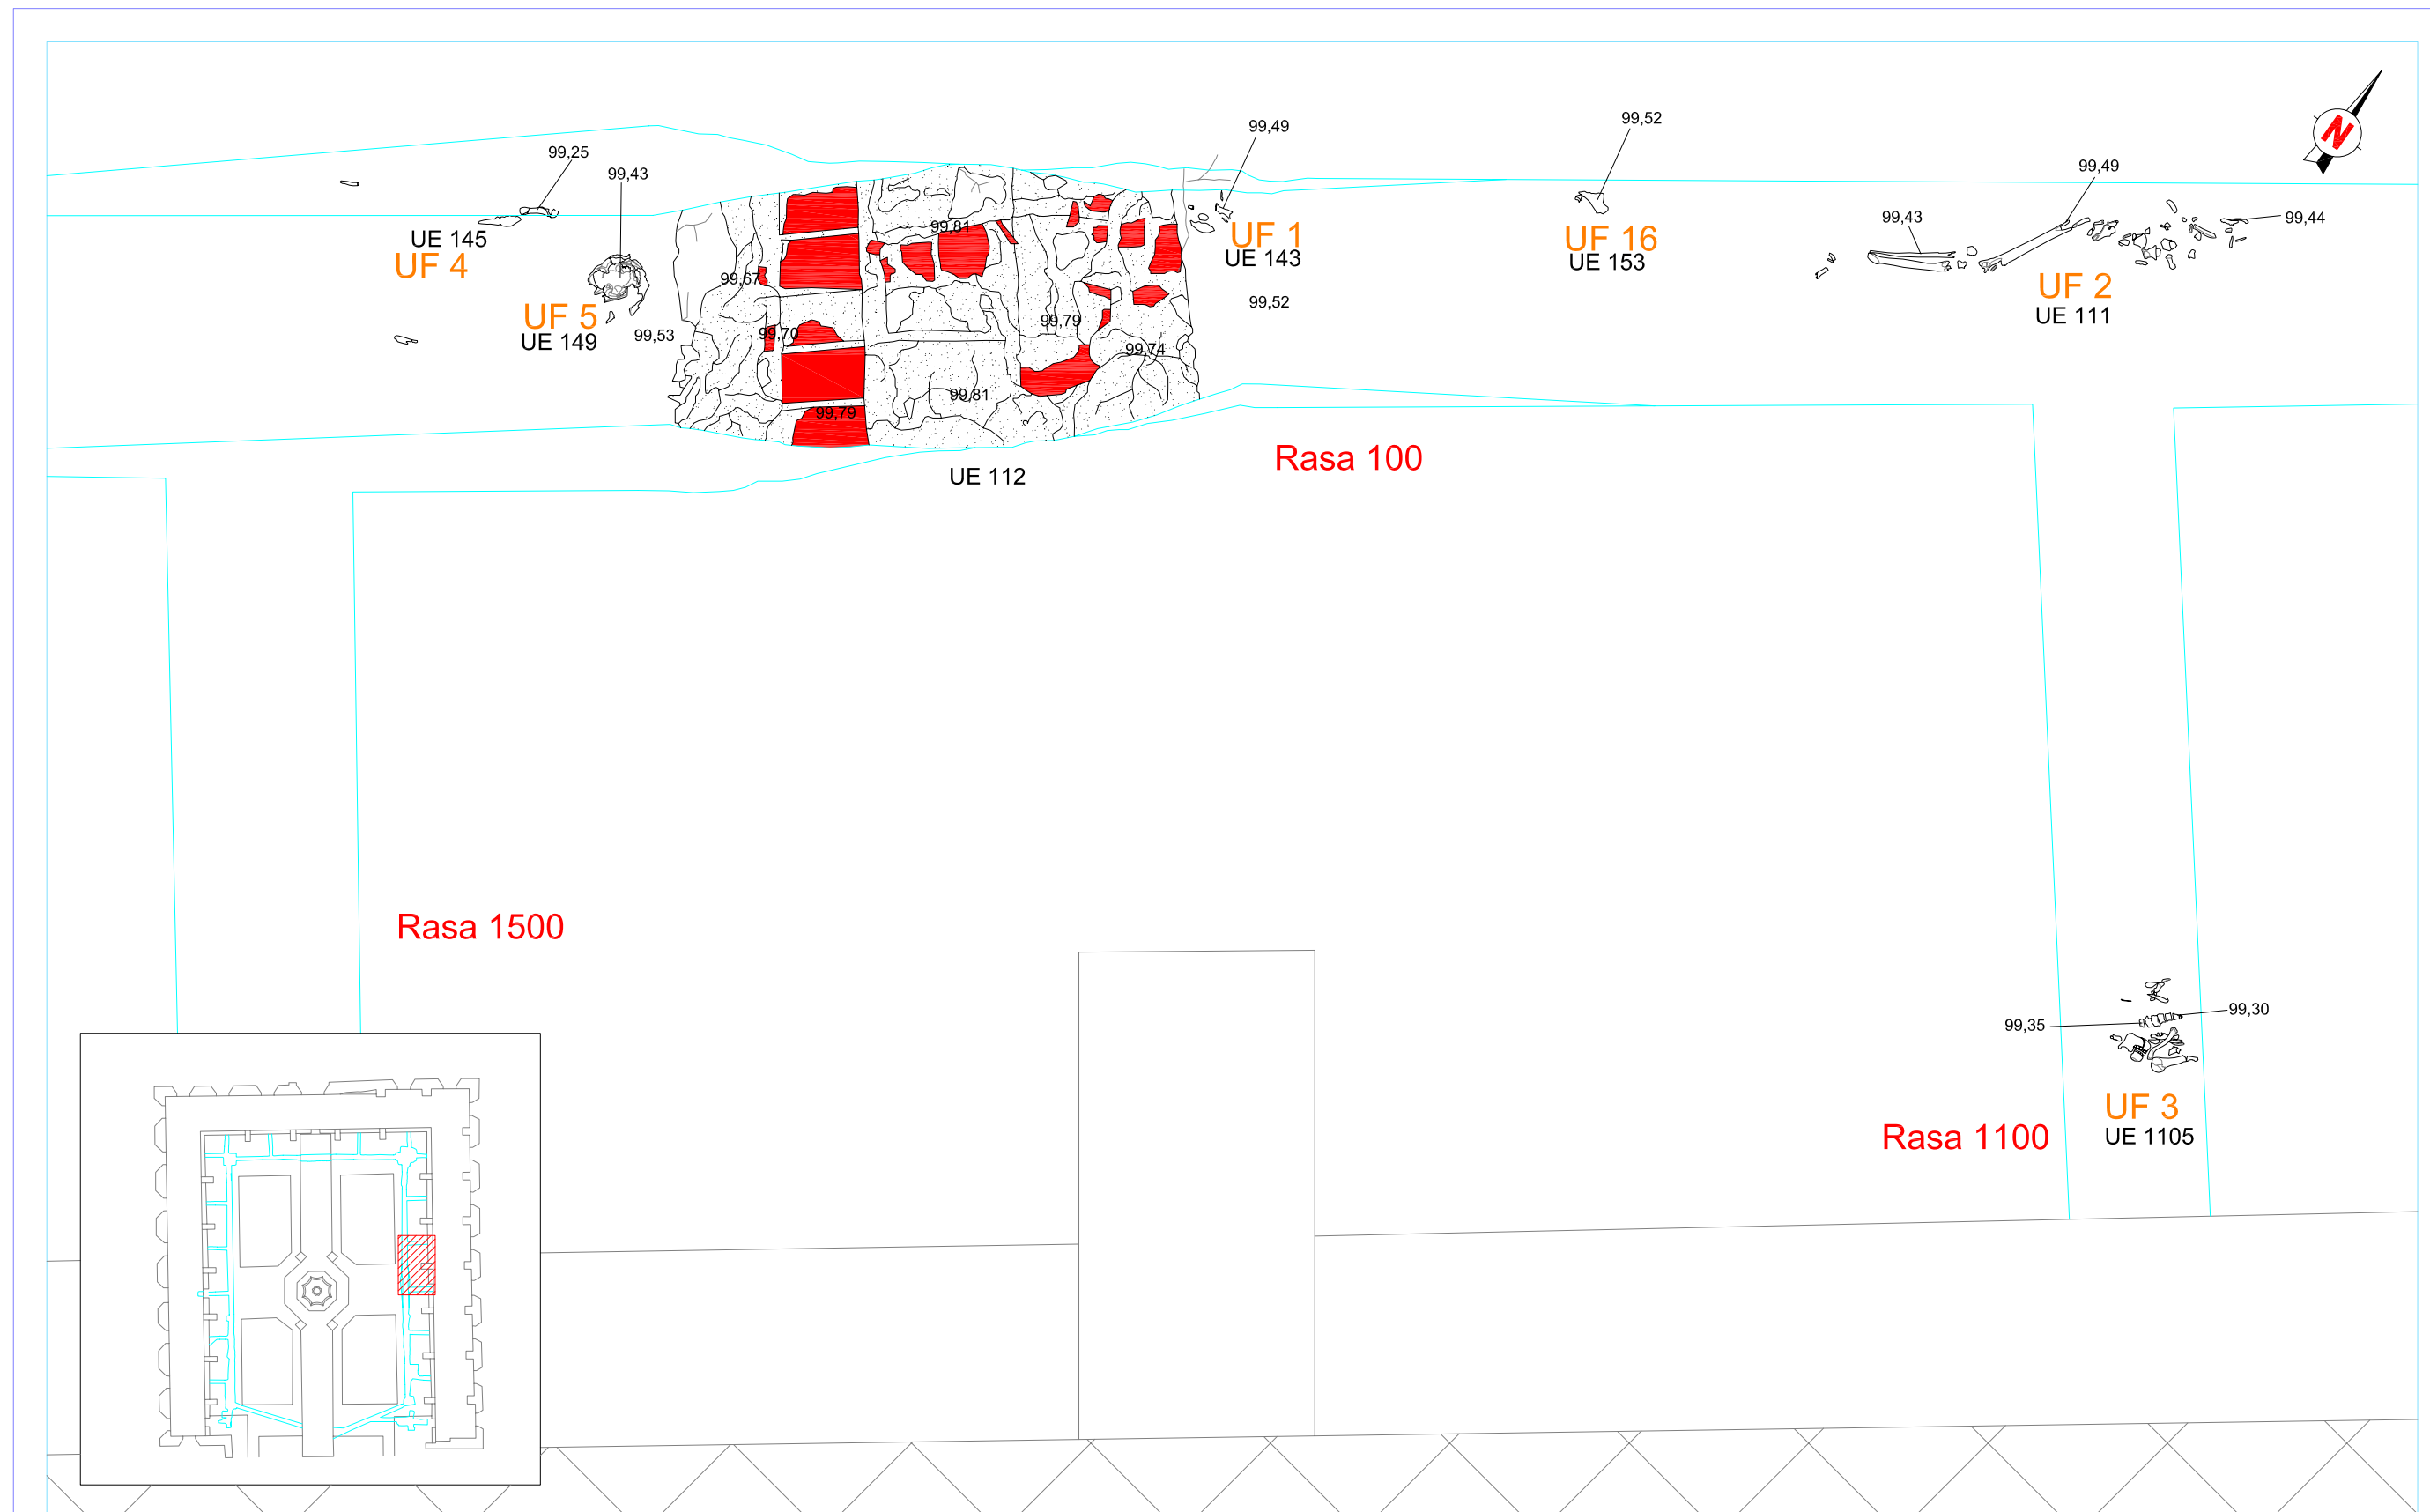 99,49
99,52
99,25
99,43
99,49
N
UE 145
UF 4
99,81
UF 1
UE 143
UF 16
UE 153
99,43
99,44
99,67
99,52
UF 2
UE 111
UF 5
UE 149
99,53
99,70
99,79
99,74
99,81
99,79
UE 112
Rasa 100
Rasa 1500
99,35
99,30
UF 3
UE 1105
Rasa 1100